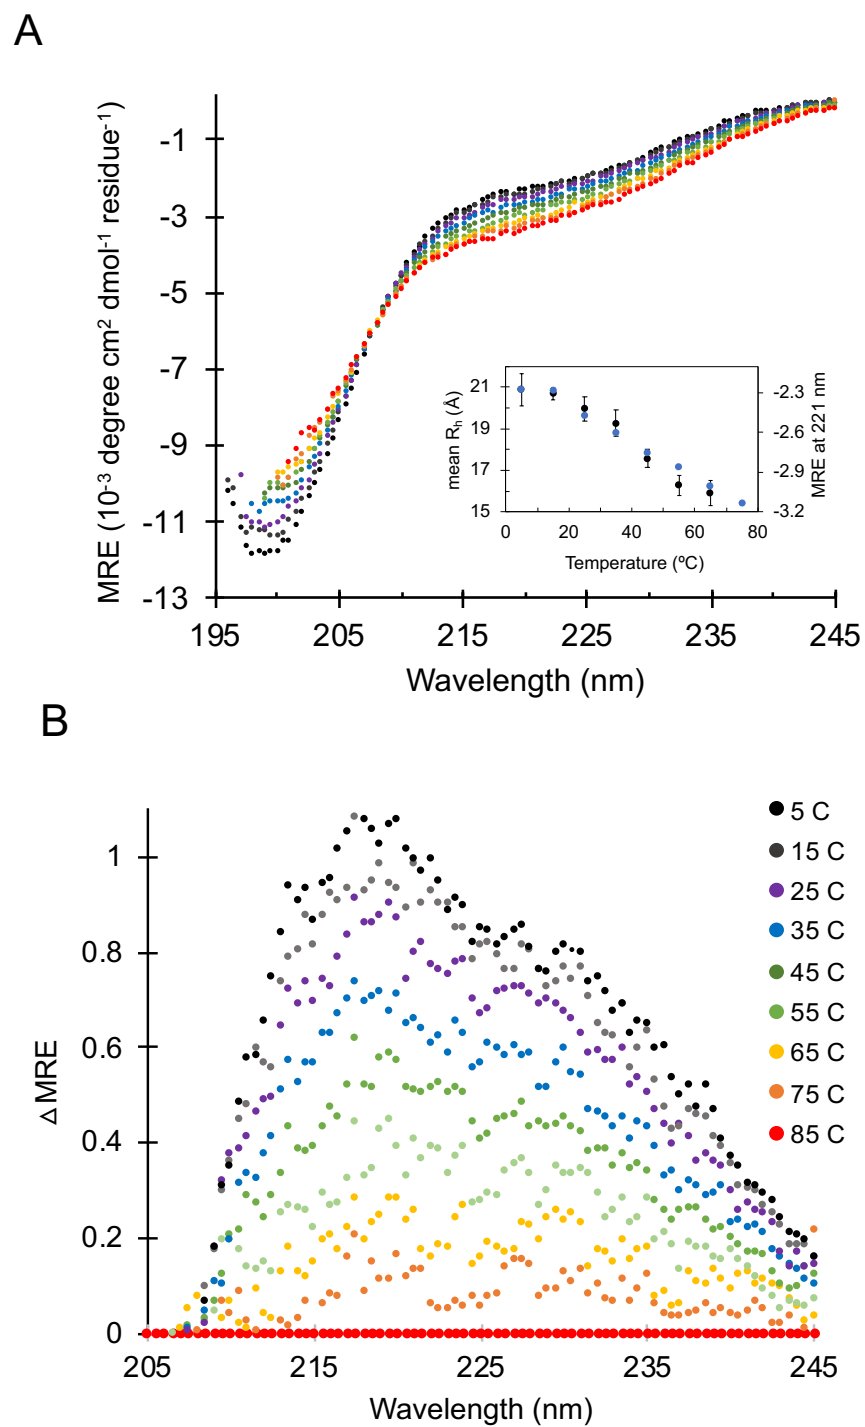 A
MRE (10⁻³ degree cm² dmol⁻¹ residue⁻¹)
-1
-3
-5
-7
-9
-11
-13
195
205
215
225
235
245
Wavelength (nm)
mean Rₕ (Å)
21
19
17
15
-2.3
-2.6
-2.9
-3.2
MRE at 221 nm
0
20
40
60
80
Temperature (ºC)
B
Δ MRE
1
0.8
0.6
0.4
0.2
0
205
215
225
235
245
Wavelength (nm)
5 C
15 C
25 C
35 C
45 C
55 C
65 C
75 C
85 C